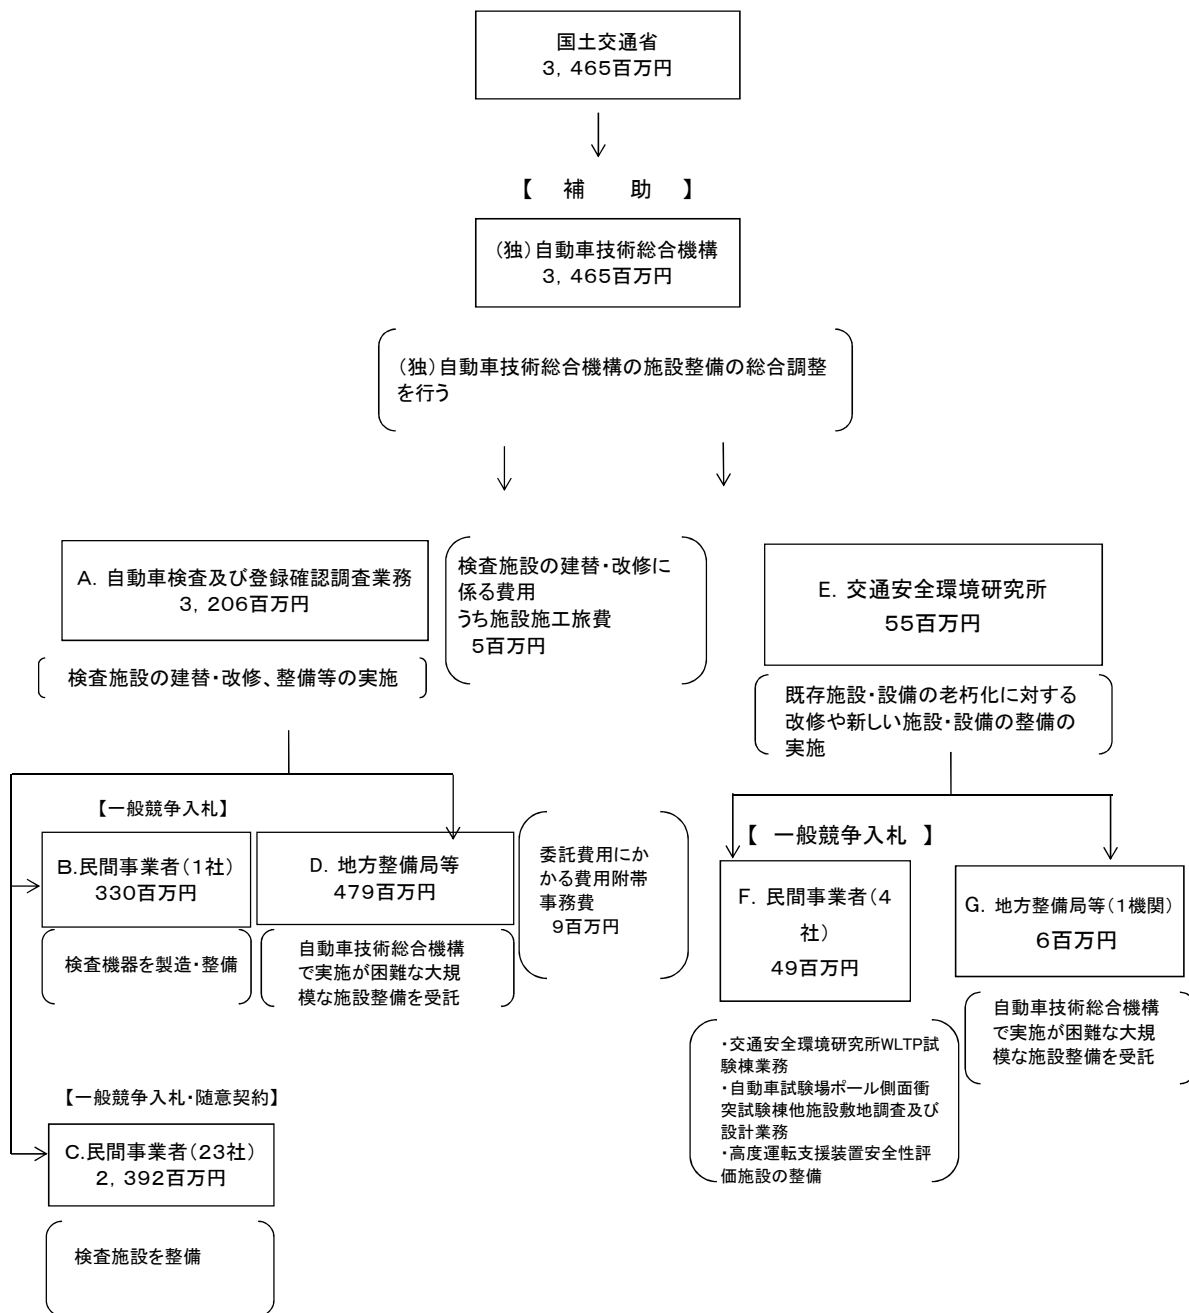 国土交通省
３，４６５百万円
【　補　　助　】
（独）自動車技術総合機構
３，４６５百万円
（独）自動車技術総合機構の施設整備の総合調整
を行う
A．自動車検査及び登録確認調査業務
３，２０６百万円
検査施設の建替・改修に
係る費用
うち施設施工旅費
５百万円
E．交通安全環境研究所
５５百万円
検査施設の建替・改修、整備等の実施
既存施設・設備の老朽化に対する
改修や新しい施設・設備の整備の
実施
【一般競争入札】
B.民間事業者（１社）
３３０百万円
検査機器を製造・整備
D．地方整備局等
４７９百万円
自動車技術総合機構
で実施が困難な大規
模な施設整備を受託
委託費用にか
かる費用附帯
事務費
９百万円
【　一般競争入札　】
F．民間事業者（４
社）
４９百万円
・交通安全環境研究所WLTP試
験棟業務
・自動車試験場ポール側面衝
突試験棟他施設敷地調査及び
設計業務
・高度運転支援装置安全性評
価施設の整備
G．地方整備局等（１機関）
６百万円
自動車技術総合機構
で実施が困難な大規
模な施設整備を受託
【一般競争入札・随意契約】
C.民間事業者（２３社）
２，３９２百万円
検査施設を整備